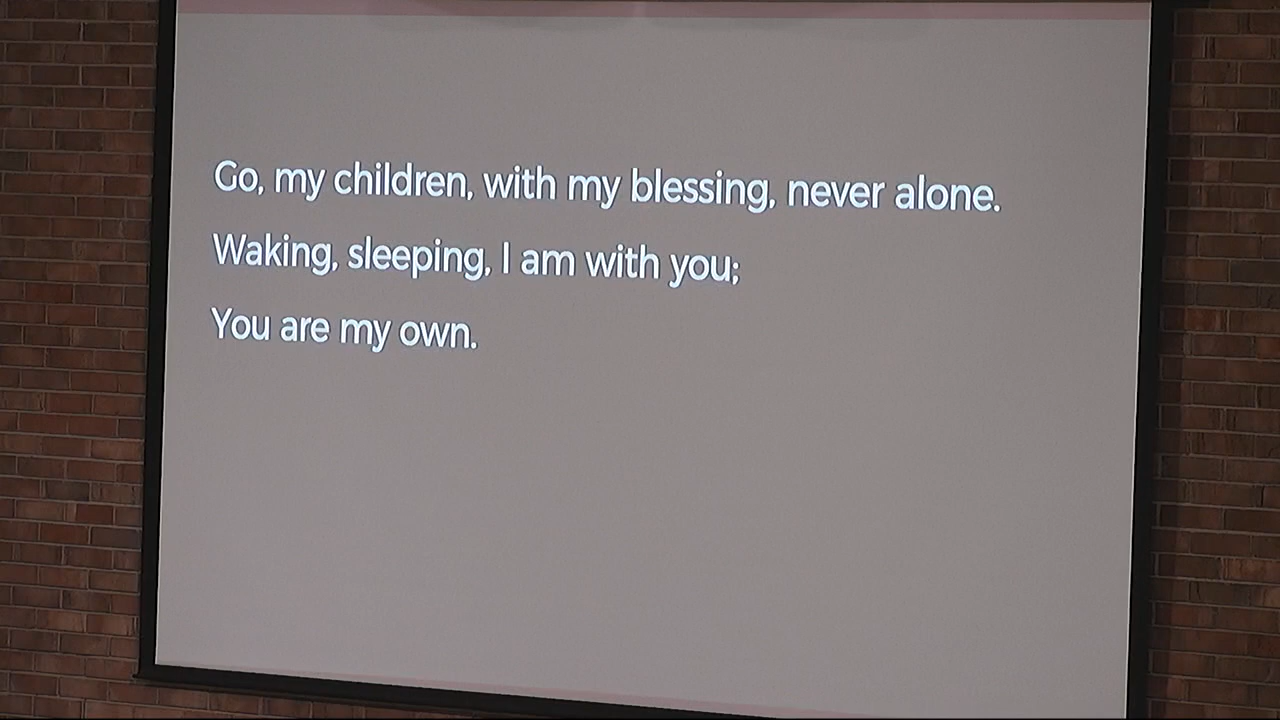 Go, my children, with my blessing, never alone.
Waking, sleeping, I am with you;
You are my own.